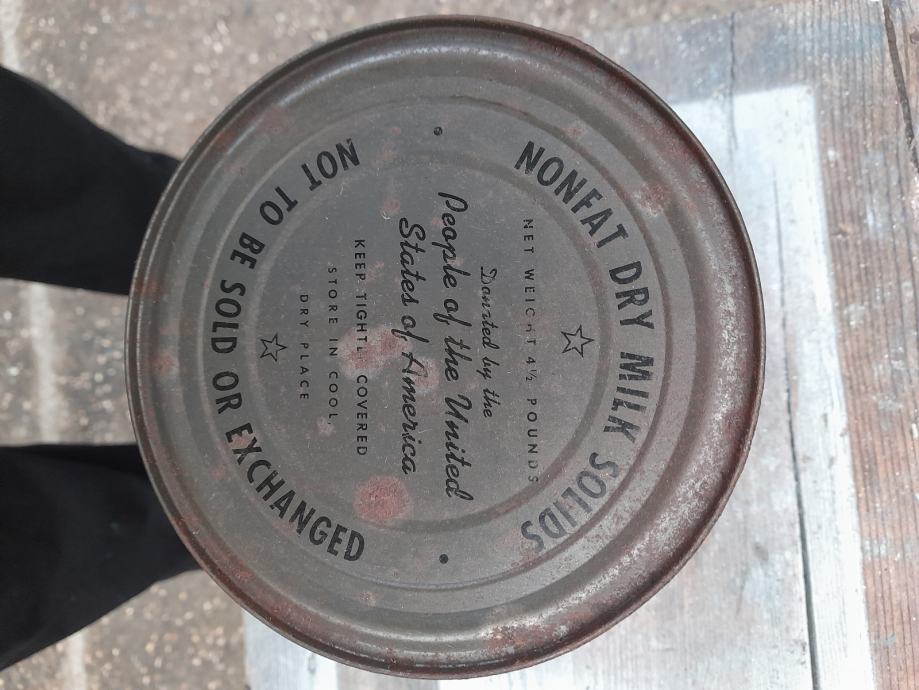 NONFAT DRY MILK SOLIDS
NET WEIGHT 4½ POUNDS
Donated by the
People of the United
States of America
KEEP TIGHTLY COVERED
STORE IN COOL,
DRY PLACE
NOT TO BE SOLD OR EXCHANGED